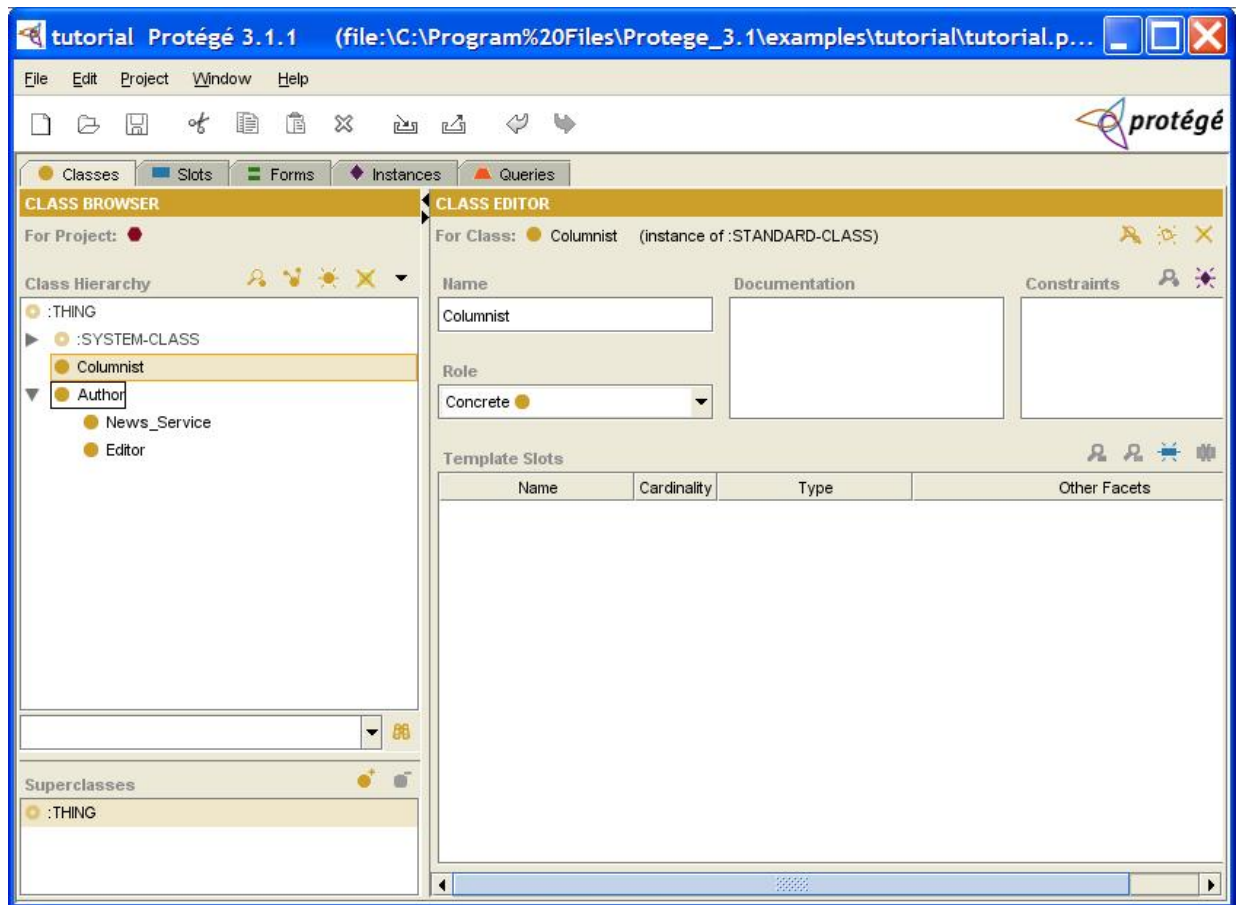 tutorial Protégé 3.1.1 (file:\C:\Program%20Files\Protege_3.1\examples\tutorial\tutorial.p...
File Edit Project Window Help
protégé
Classes Slots Forms Instances Queries
CLASS BROWSER
For Project:
Class Hierarchy
:THING
:SYSTEM-CLASS
Columnist
Author
News_Service
Editor
Superclasses
:THING
CLASS EDITOR
For Class: Columnist (instance of :STANDARD-CLASS)
Name Documentation Constraints
Columnist
Role
Concrete
Template Slots
Name Cardinality Type Other Facets